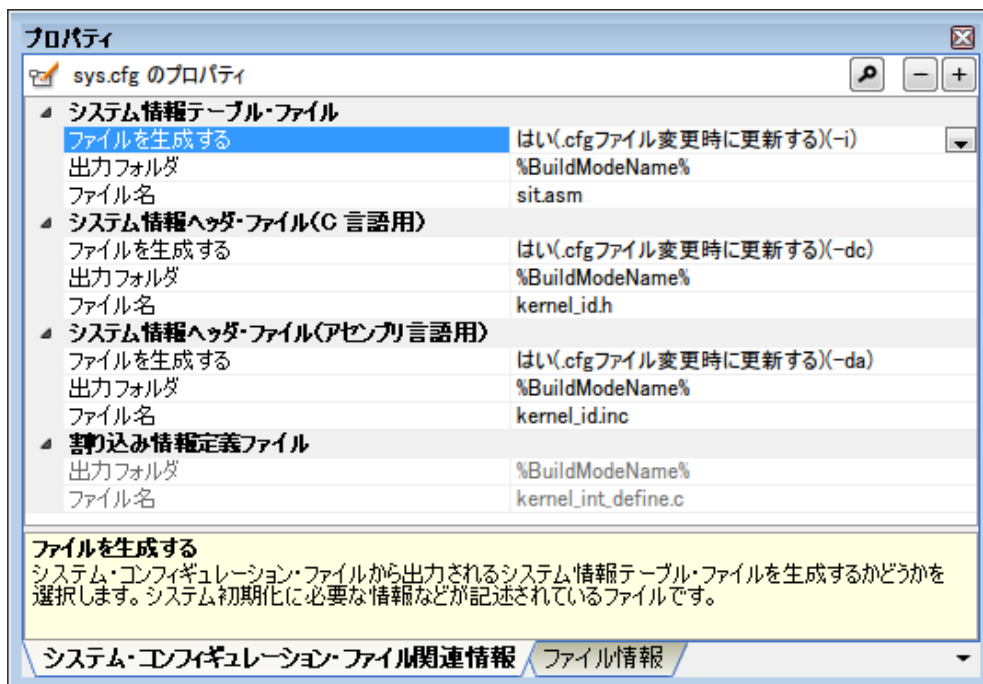 プロパティ
sys.cfg のプロパティ
システム情報テーブル・ファイル
ファイルを生成する はい(.cfgファイル変更時に更新する)(-i)
出力フォルダ %BuildModeName%
ファイル名 sit.asm
システム情報ヘッダ・ファイル(C 言語用)
ファイルを生成する はい(.cfgファイル変更時に更新する)(-dc)
出力フォルダ %BuildModeName%
ファイル名 kernel_id.h
システム情報ヘッダ・ファイル(アセンブリ言語用)
ファイルを生成する はい(.cfgファイル変更時に更新する)(-da)
出力フォルダ %BuildModeName%
ファイル名 kernel_id.inc
割り込み情報定義ファイル
出力フォルダ %BuildModeName%
ファイル名 kernel_int_define.c
ファイルを生成する
システム・コンフィギュレーション・ファイルから出力されるシステム情報テーブル・ファイルを生成するかどうかを
選択します。システム初期化に必要な情報などが記述されているファイルです。
システム・コンフィギュレーション・ファイル関連情報 ファイル情報